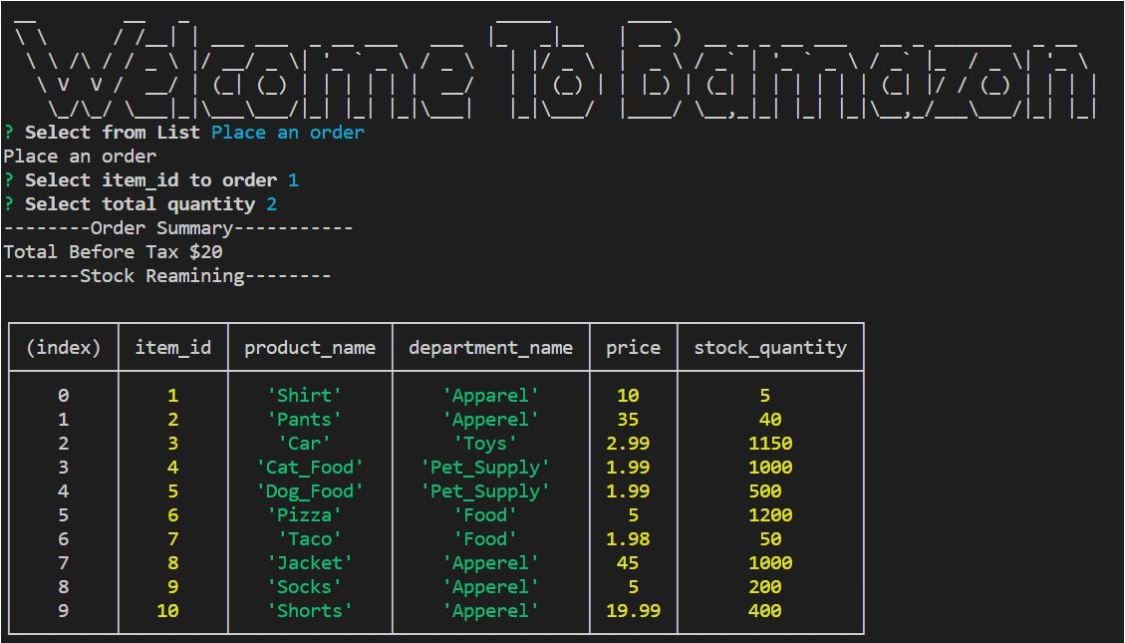 Welcome To Bamazon
? Select from List Place an order
Place an order
? Select item_id to order 1
? Select total quantity 2
--------Order Summary-----------
Total Before Tax $20
-------Stock Reamining--------
(index) item_id product_name department_name price stock_quantity
0 1 'Shirt' 'Apparel' 10 5
1 2 'Pants' 'Apperel' 35 40
2 3 'Car' 'Toys' 2.99 1150
3 4 'Cat_Food' 'Pet_Supply' 1.99 1000
4 5 'Dog_Food' 'Pet_Supply' 1.99 500
5 6 'Pizza' 'Food' 5 1200
6 7 'Taco' 'Food' 1.98 50
7 8 'Jacket' 'Apperel' 45 1000
8 9 'Socks' 'Apperel' 5 200
9 10 'Shorts' 'Apperel' 19.99 400